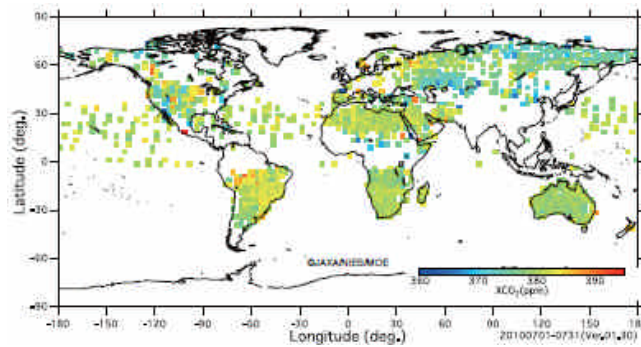 90
60
30
0
-30
-60
-90
Latitude (deg.)
©JAXA/NIES/MOE
360 370 380 390
XCO₂(ppm)
-180 -150 -120 -90 -60 -30 0 30 60 90 120 150 180
Longitude (deg.)
20100701-0731(Ver.01.30)